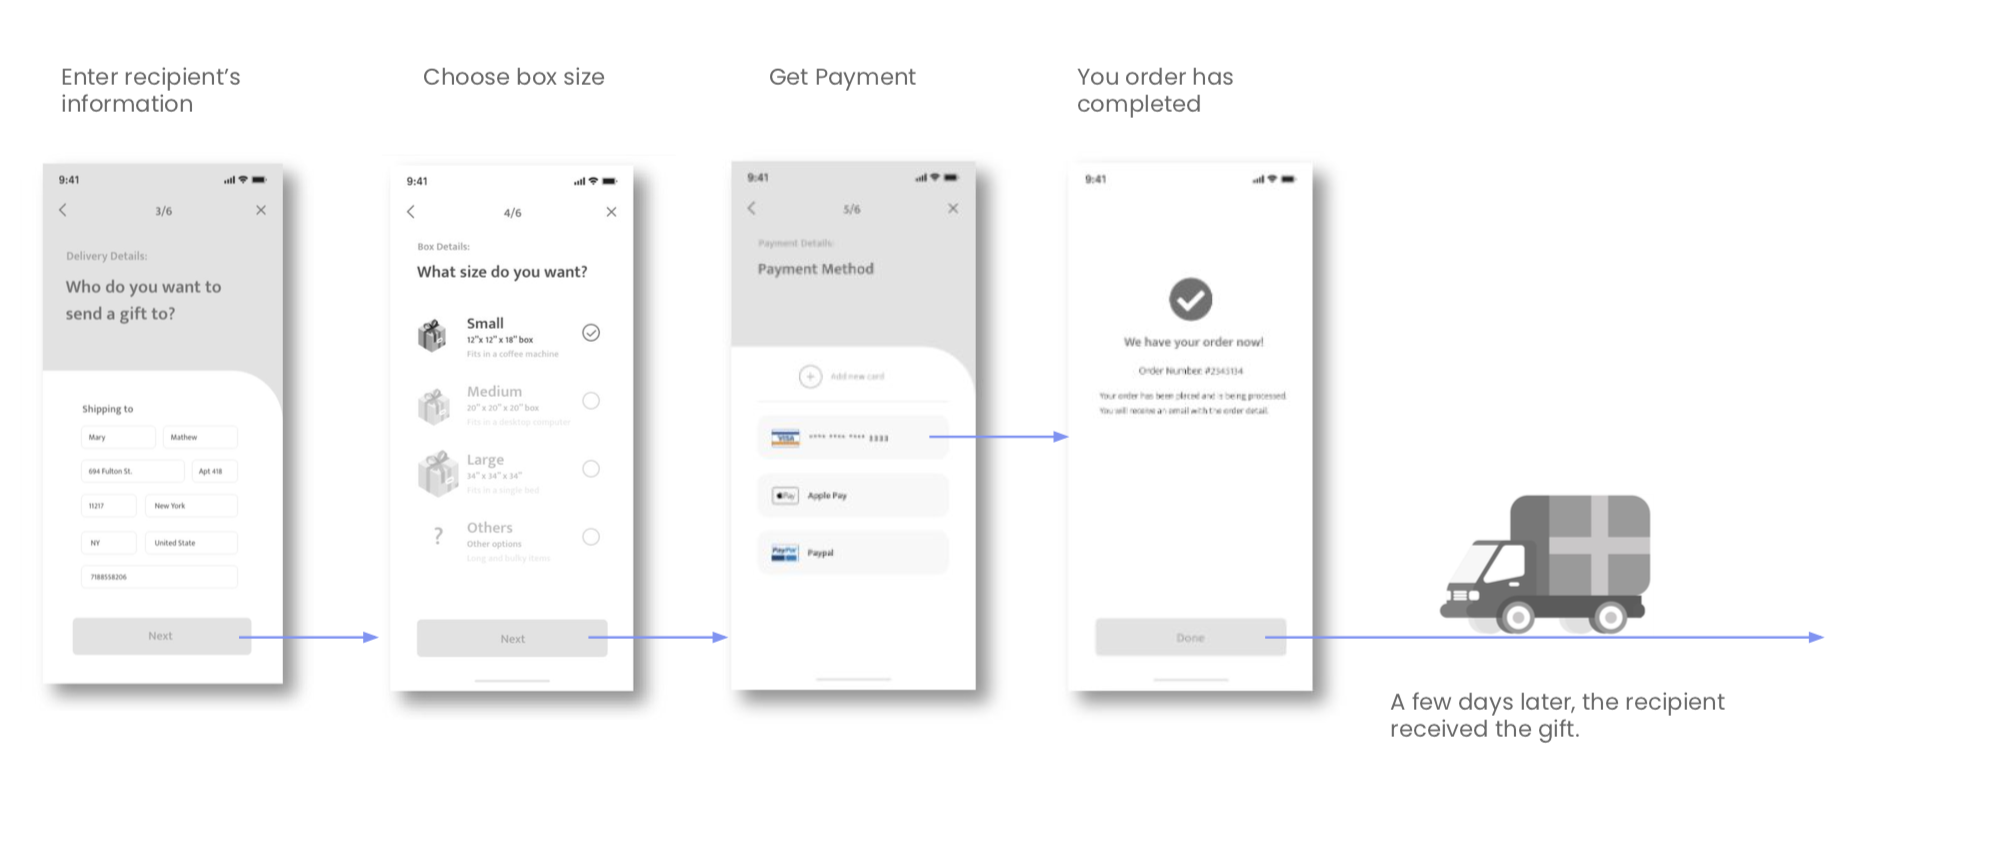 Enter recipient's
information
Choose box size
Get Payment
You order has
completed
9:41
3/6
Delivery Details:
Who do you want to
send a gift to?
Shipping to
Mary
Mathew
694 Fulton St.
Apt 418
11217
New York
NY
United State
7188558206
Next
9:41
4/6
Box Details:
What size do you want?
Small
12"x 12" x 18" box
Fits in a coffee machine
Medium
20" x 20" x 20" box
Fits in a desktop computer
Large
34" x 34" x 34"
Fits in a single bed
?
Others
Other options
Long and bulky items
Next
9:41
5/6
Payment Details:
Payment Method
Add new card
VISA
**** **** **** 3333
Pay
Apple Pay
PayPal
Paypal
9:41
We have your order now!
Order Number:
Your order has been placed and is being processed.
You will receive an email with the order detail.
Done
A few days later, the recipient
received the gift.